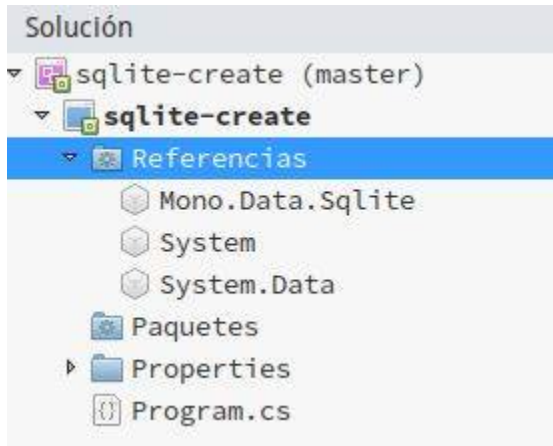 Solución
sqlite-create (master)
sqlite-create
Referencias
Mono.Data.Sqlite
System
System.Data
Paquetes
Properties
Program.cs